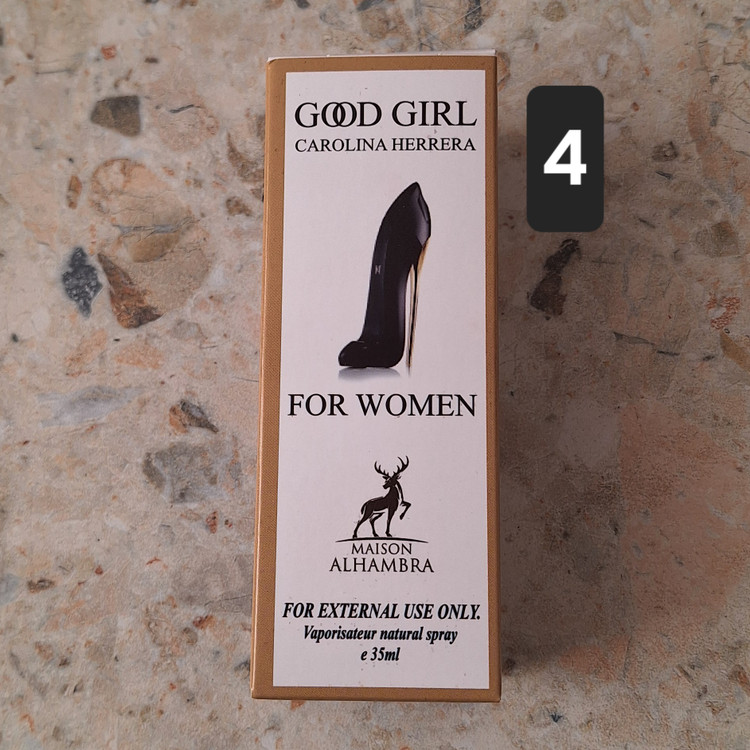 GOOD GIRL
CAROLINA HERRERA
4
FOR WOMEN
MAISON
ALHAMBRA
FOR EXTERNAL USE ONLY.
Vaporisateur natural spray
e 35ml